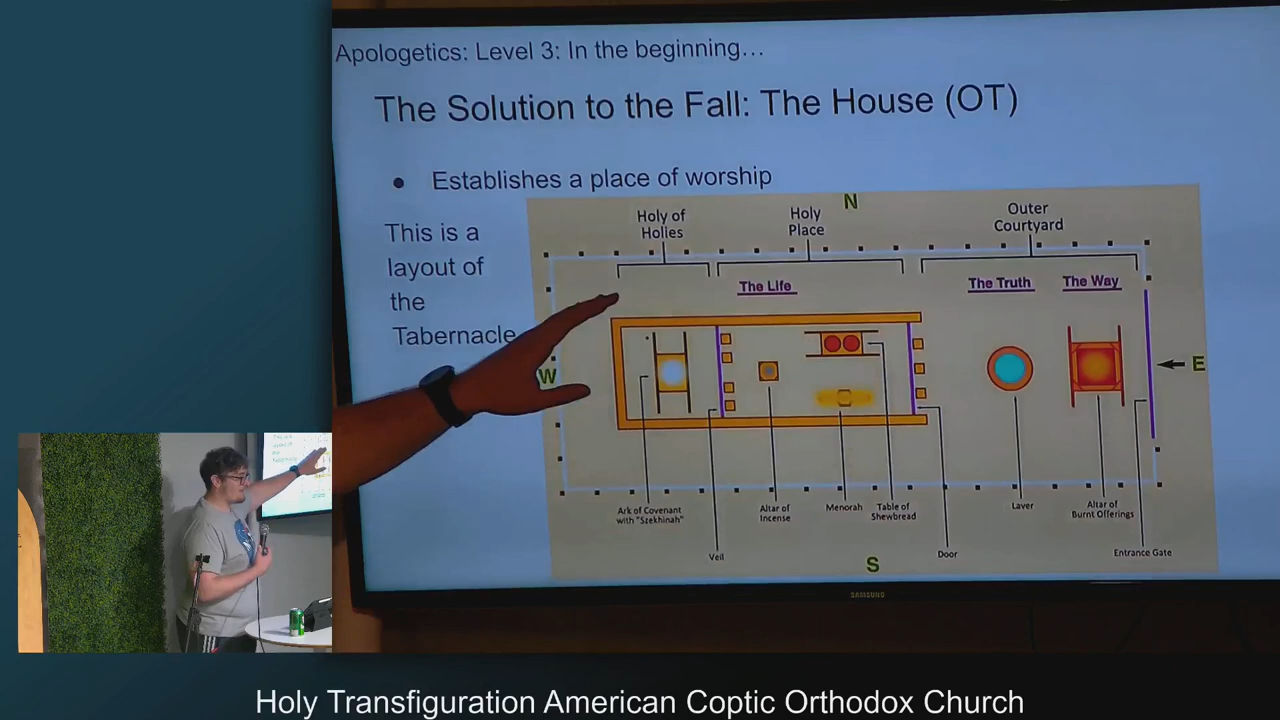 Apologetics: Level 3: In the beginning…
The Solution to the Fall: The House (OT)
● Establishes a place of worship
This is a
layout of
the
Tabernacle
N
Holy of
Holies
Holy
Place
Outer
Courtyard
The Life
The Truth
The Way
W
E
Ark of Covenant
with "Szekhinah"
Altar of
Incense
Menorah
Table of
Shewbread
Laver
Altar of
Burnt Offerings
Veil
Door
Entrance Gate
S
SAMSUNG
Holy Transfiguration American Coptic Orthodox Church